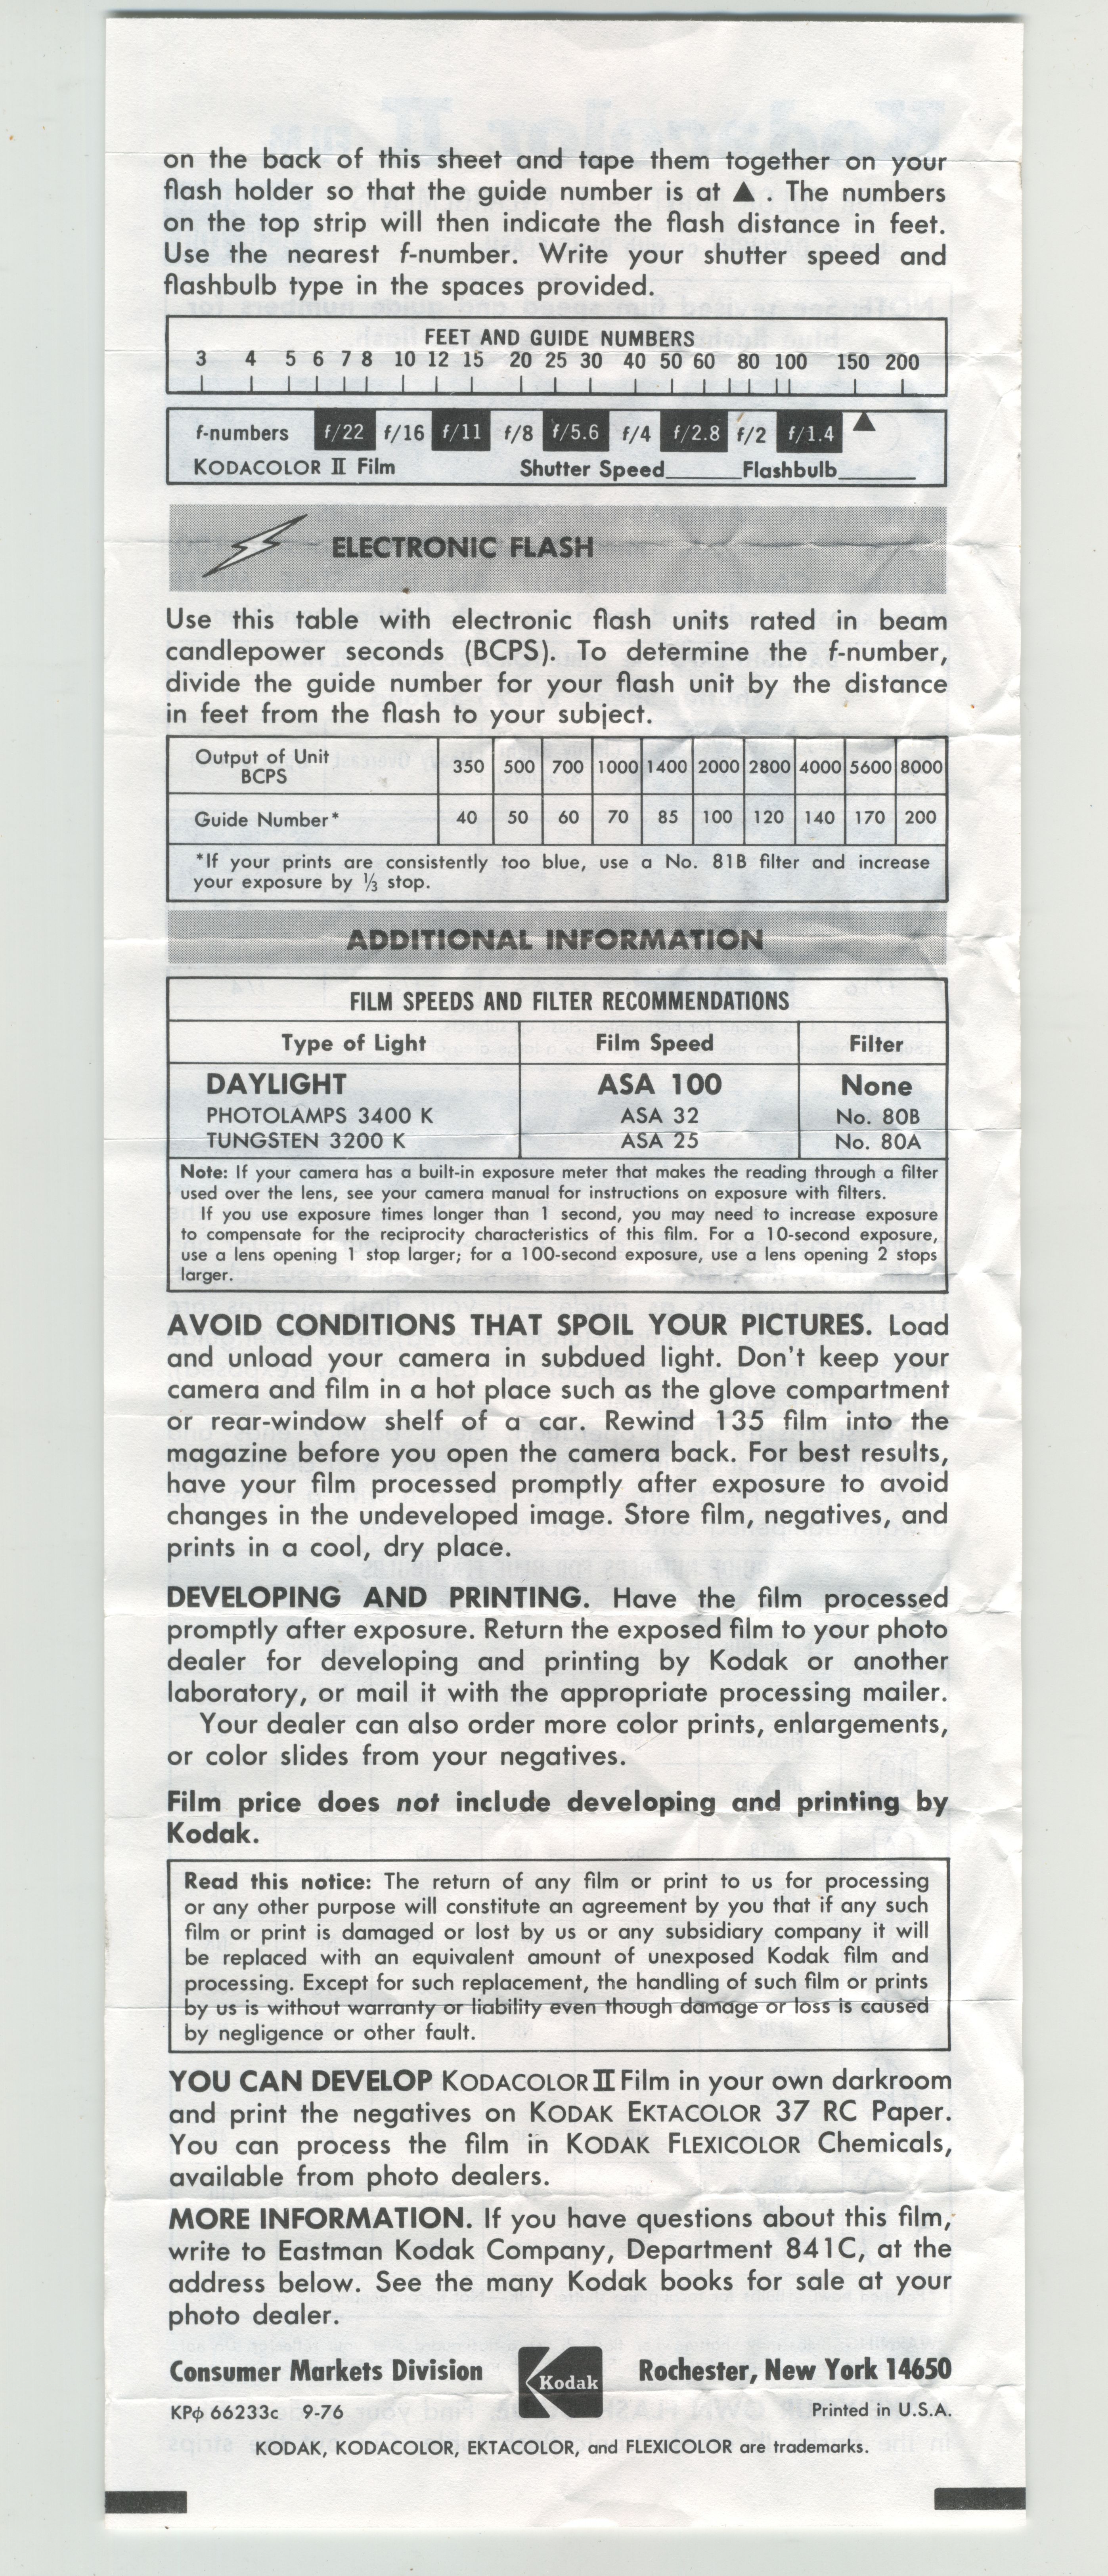 on the back of this sheet and tape them together on your
flash holder so that the guide number is at ▲ . The numbers
on the top strip will then indicate the flash distance in feet.
Use the nearest f-number. Write your shutter speed and
flashbulb type in the spaces provided.
FEET AND GUIDE NUMBERS
3 4 5 6 7 8 10 12 15 20 25 30 40 50 60 80 100 150 200
f-numbers f/22 f/16 f/11 f/8 f/5.6 f/4 f/2.8 f/2 f/1.4 ▲
KODACOLOR II Film Shutter Speed______Flashbulb______
ELECTRONIC FLASH
Use this table with electronic flash units rated in beam
candlepower seconds (BCPS). To determine the f-number,
divide the guide number for your flash unit by the distance
in feet from the flash to your subject.
Output of Unit
BCPS 350 500 700 1000 1400 2000 2800 4000 5600 8000
Guide Number* 40 50 60 70 85 100 120 140 170 200
*If your prints are consistently too blue, use a No. 81B filter and increase
your exposure by ⅓ stop.
ADDITIONAL INFORMATION
FILM SPEEDS AND FILTER RECOMMENDATIONS
Type of Light Film Speed Filter
DAYLIGHT ASA 100 None
PHOTOLAMPS 3400 K ASA 32 No. 80B
TUNGSTEN 3200 K ASA 25 No. 80A
Note: If your camera has a built-in exposure meter that makes the reading through a filter
used over the lens, see your camera manual for instructions on exposure with filters.
If you use exposure times longer than 1 second, you may need to increase exposure
to compensate for the reciprocity characteristics of this film. For a 10-second exposure,
use a lens opening 1 stop larger; for a 100-second exposure, use a lens opening 2 stops
larger.
AVOID CONDITIONS THAT SPOIL YOUR PICTURES. Load
and unload your camera in subdued light. Don't keep your
camera and film in a hot place such as the glove compartment
or rear-window shelf of a car. Rewind 135 film into the
magazine before you open the camera back. For best results,
have your film processed promptly after exposure to avoid
changes in the undeveloped image. Store film, negatives, and
prints in a cool, dry place.
DEVELOPING AND PRINTING. Have the film processed
promptly after exposure. Return the exposed film to your photo
dealer for developing and printing by Kodak or another
laboratory, or mail it with the appropriate processing mailer.
Your dealer can also order more color prints, enlargements,
or color slides from your negatives.
Film price does not include developing and printing by
Kodak.
Read this notice: The return of any film or print to us for processing
or any other purpose will constitute an agreement by you that if any such
film or print is damaged or lost by us or any subsidiary company it will
be replaced with an equivalent amount of unexposed Kodak film and
processing. Except for such replacement, the handling of such film or prints
by us is without warranty or liability even though damage or loss is caused
by negligence or other fault.
YOU CAN DEVELOP KODACOLOR II Film in your own darkroom
and print the negatives on KODAK EKTACOLOR 37 RC Paper.
You can process the film in KODAK FLEXICOLOR Chemicals,
available from photo dealers.
MORE INFORMATION. If you have questions about this film,
write to Eastman Kodak Company, Department 841C, at the
address below. See the many Kodak books for sale at your
photo dealer.
Consumer Markets Division Kodak Rochester, New York 14650
KPϕ 66233c 9-76 Printed in U.S.A.
KODAK, KODACOLOR, EKTACOLOR, and FLEXICOLOR are trademarks.